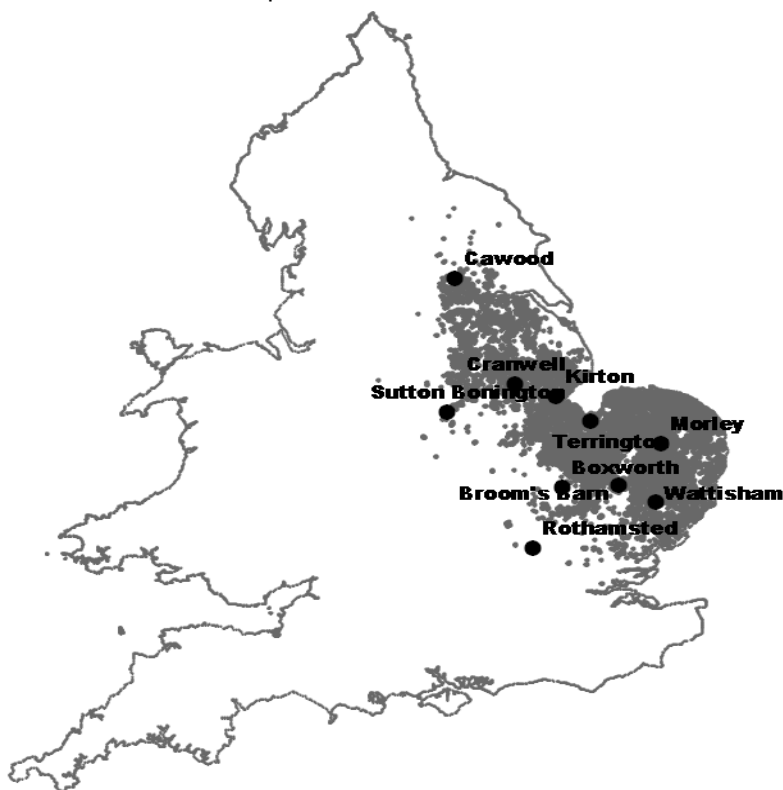 Cawood
Cranwell
Kirton
Sutton Bonington
Morley
Terrington
Boxworth
Broom's Barn
Wattisham
Rothamsted